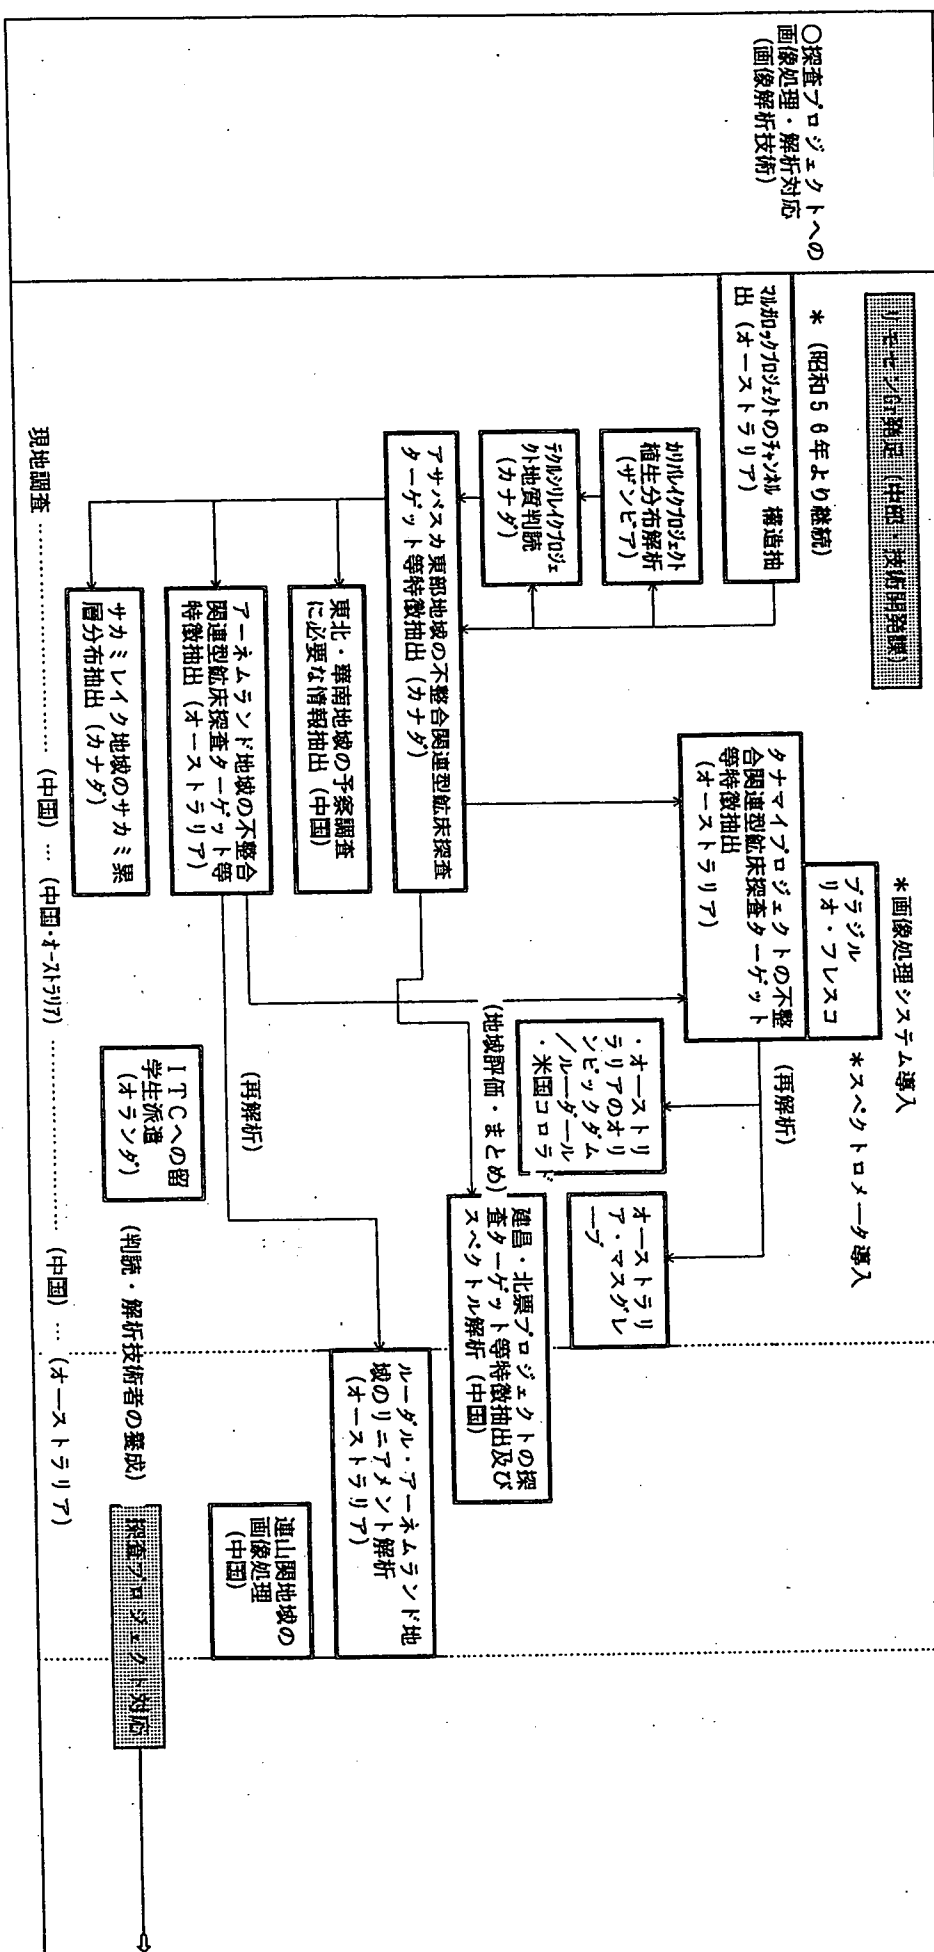 ○探査プロジェクトへの
画像処理・解析対応
(画像解析技術)
リモセンGr発足 (中部・技術開発課)
* (昭和56年より継続)
マルガロックプロジェクトのチャンネル 構造抽
出 (オーストラリア)
カリバレイクプロジェクト
植生分布解析
(ザンビア)
テクルシリレイクプロジェ
クト地質判読
(カナダ)
アサバスカ東部地域の不整合関連型鉱床探査
ターゲット等特徴抽出 (カナダ)
東北・華南地域の予察調査
に必要な情報抽出 (中国)
アーネムランド地域の不整合
関連型鉱床探査ターゲット等
特徴抽出 (オーストラリア)
サカミレイク地域のサカミ累
層分布抽出 (カナダ)
*画像処理システム導入
*スペクトロメータ導入
ブラジル
リオ・フレスコ
タナマイプロジェクトの不整
合関連型鉱床探査ターゲット
等特徴抽出
(オーストラリア)
(再解析)
・オーストリ
ラリアのオリ
ンピックダム
/ルーダール
・米国コロラド
オーストラリ
ア・マスグレ
ーブ
(地域評価・まとめ)
建昌・北票プロジェクトの探
査ターゲット等特徴抽出及び
スペクトル解析 (中国)
(再解析)
ルーダル・アーネムランド地
域のリニアメント解析
(オーストラリア)
連山関地域の
画像処理
(中国)
ITCへの留
学生派遣
(オランダ)
(判読・解析技術者の養成)
探査プロジェクト対応
現地調査 ……………………… (中国) … (中国・オーストラリア) ……………………… (中国) … (オーストラリア)